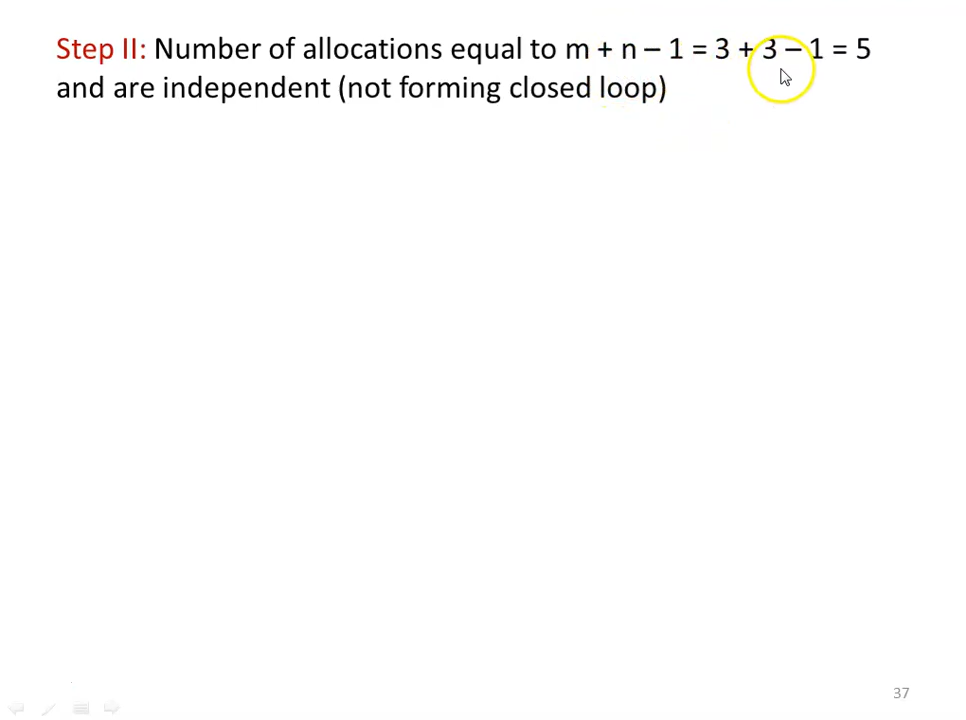 Step II: Number of allocations equal to m + n – 1 = 3 + 3 – 1 = 5
and are independent (not forming closed loop)
37